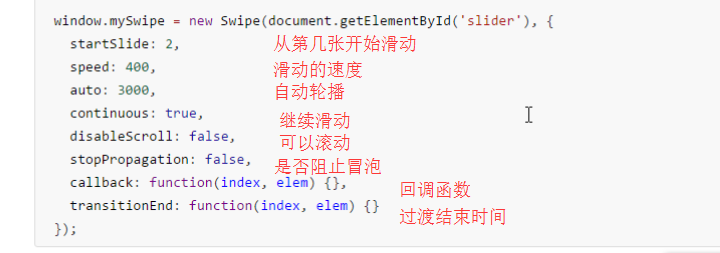 window.mySwipe = new Swipe(document.getElementById('slider'), {
startSlide: 2, 从第几张开始滑动
speed: 400, 滑动的速度
auto: 3000, 自动轮播
continuous: true, 继续滑动
disableScroll: false, 可以滚动
stopPropagation: false, 是否阻止冒泡
callback: function(index, elem) {}, 回调函数
transitionEnd: function(index, elem) {} 过渡结束时间
});